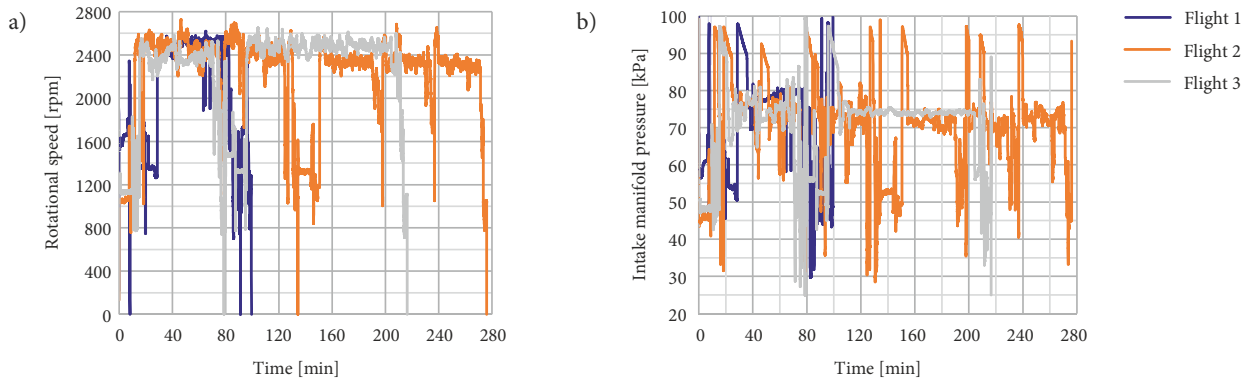 a)
Rotational speed [rpm]
2800
2400
2000
1600
1200
800
400
0
0 40 80 120 160 200 240 280
Time [min]
b)
Intake manifold pressure [kPa]
100
90
80
70
60
50
40
30
20
0 40 80 120 160 200 240 280
Time [min]
Flight 1
Flight 2
Flight 3